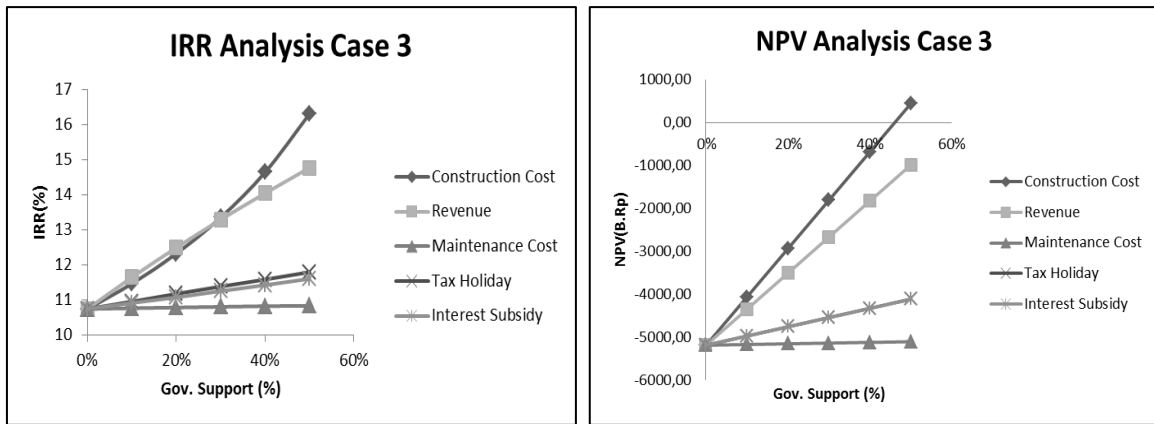 IRR Analysis Case 3
17
16
15
14
13
12
11
10
IRR(%)
0%
20%
40%
60%
Gov. Support (%)
Construction Cost
Revenue
Maintenance Cost
Tax Holiday
Interest Subsidy
NPV Analysis Case 3
1000,00
0,00
-1000,00
-2000,00
-3000,00
-4000,00
-5000,00
-6000,00
NPV(B.Rp)
0%
20%
40%
60%
Gov. Support (%)
Construction Cost
Revenue
Maintenance Cost
Tax Holiday
Interest Subsidy